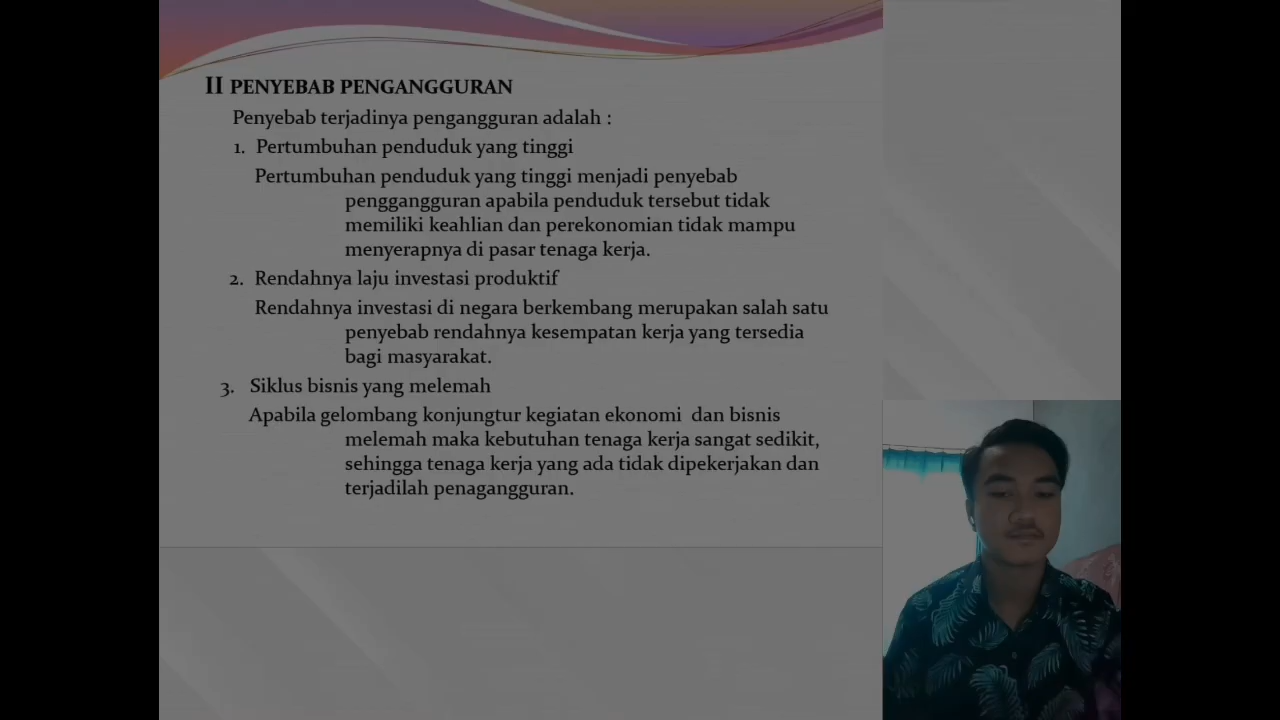 II PENYEBAB PENGANGGURAN
Penyebab terjadinya pengangguran adalah :
1. Pertumbuhan penduduk yang tinggi
Pertumbuhan penduduk yang tinggi menjadi penyebab
penggangguran apabila penduduk tersebut tidak
memiliki keahlian dan perekonomian tidak mampu
menyerapnya di pasar tenaga kerja.
2. Rendahnya laju investasi produktif
Rendahnya investasi di negara berkembang merupakan salah satu
penyebab rendahnya kesempatan kerja yang tersedia
bagi masyarakat.
3. Siklus bisnis yang melemah
Apabila gelombang konjungtur kegiatan ekonomi dan bisnis
melemah maka kebutuhan tenaga kerja sangat sedikit,
sehingga tenaga kerja yang ada tidak dipekerjakan dan
terjadilah penagangguran.